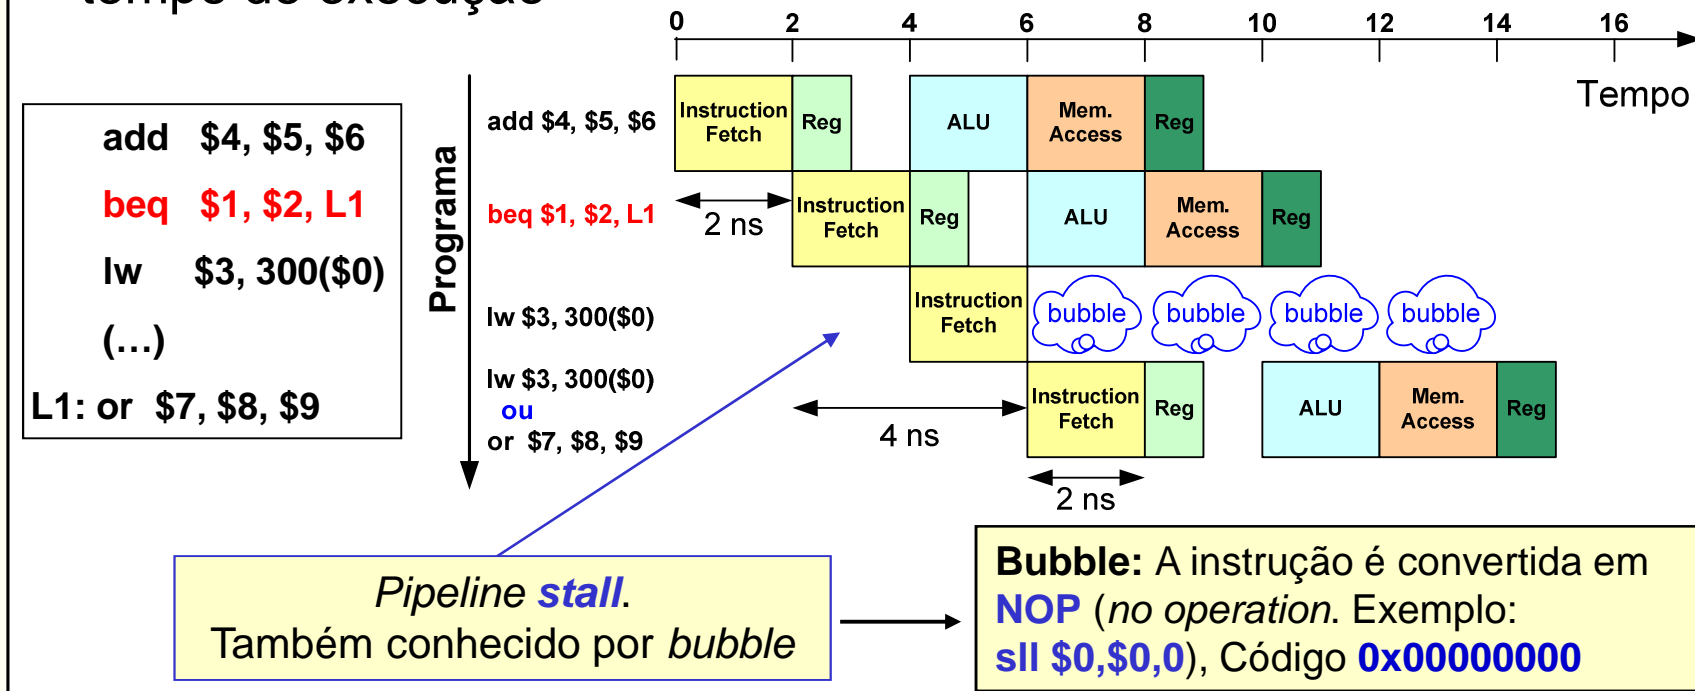 tempo de execução
0 2 4 6 8 10 12 14 16
Tempo
add $4, $5, $6
beq $1, $2, L1
lw $3, 300($0)
(…)
L1: or $7, $8, $9
Programa
add $4, $5, $6
Instruction
Fetch
Reg
ALU
Mem.
Access
Reg
beq $1, $2, L1
2 ns
Instruction
Fetch
Reg
ALU
Mem.
Access
Reg
lw $3, 300($0)
Instruction
Fetch
bubble
bubble
bubble
bubble
lw $3, 300($0)
ou
or $7, $8, $9
4 ns
Instruction
Fetch
Reg
ALU
Mem.
Access
Reg
2 ns
Pipeline stall.
Também conhecido por bubble
Bubble: A instrução é convertida em
NOP (no operation. Exemplo:
sll $0,$0,0), Código 0x00000000